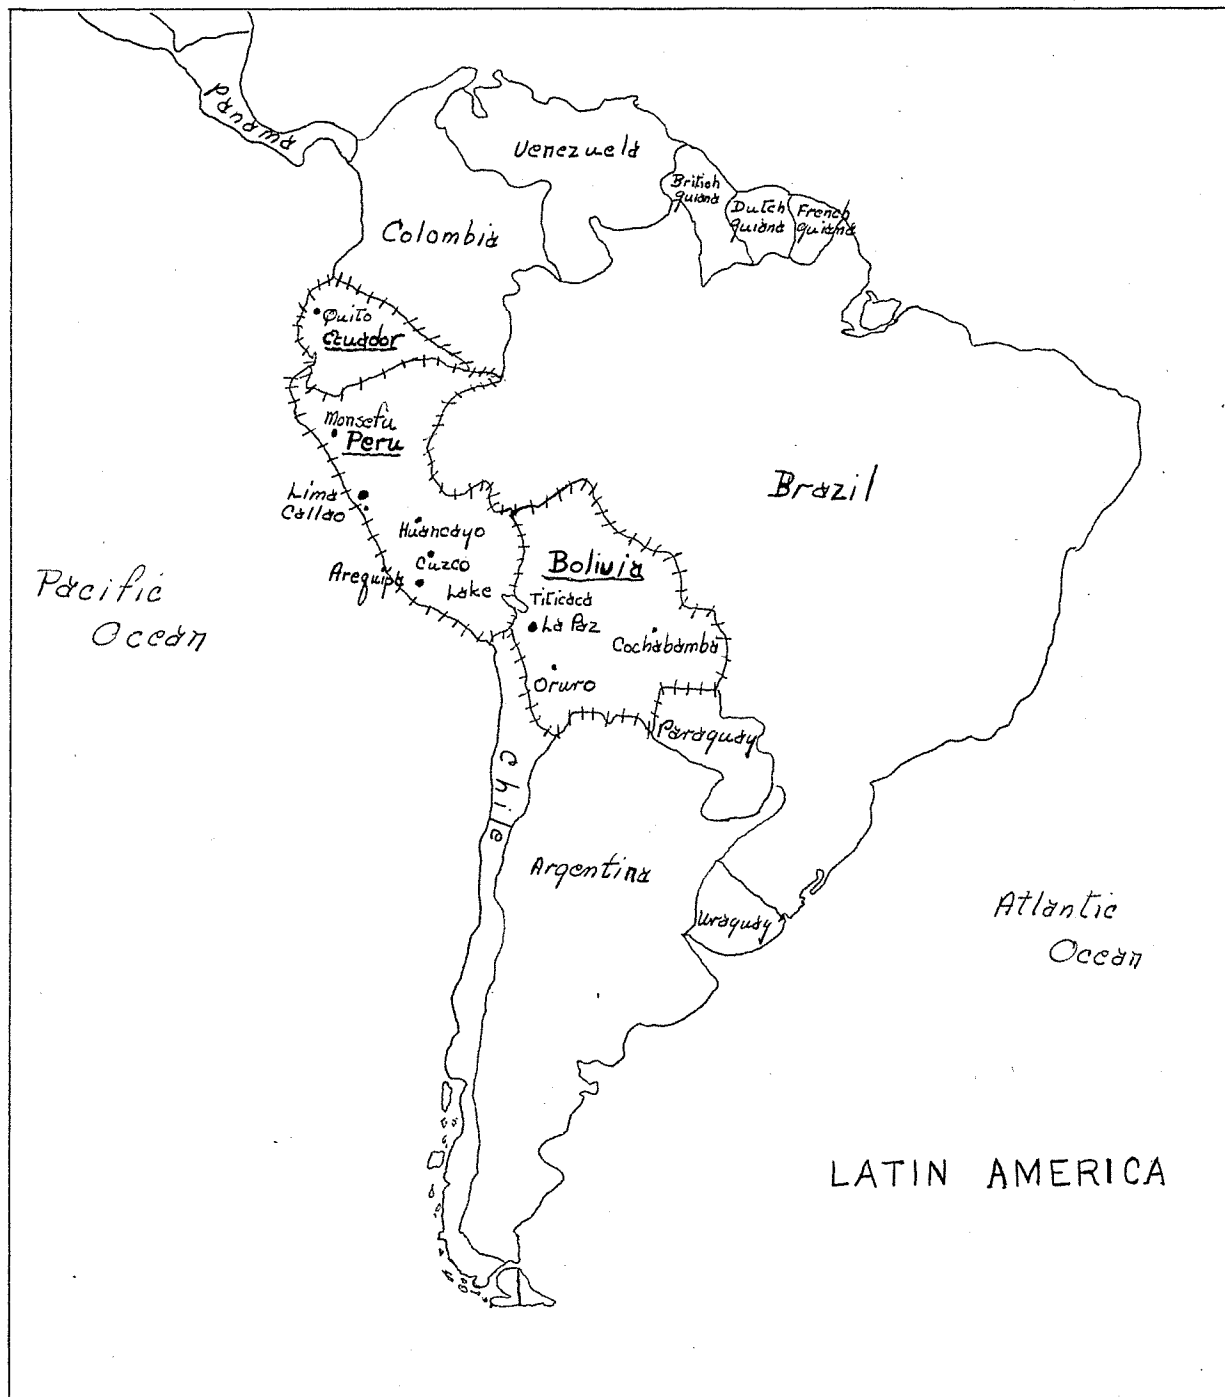 Panama
Venezuela
British
guiana
Dutch
guiana
French
guiana
Colombia
Quito
Ecuador
Monsefu
Peru
Brazil
Lima
Callao
Huancayo
Cuzco
Arequipa
Bolivia
Lake Titicaca
La Paz
Cochabamba
Oruro
Pacific
Ocean
Paraguay
Chile
Argentina
Uraguay
Atlantic
Ocean
LATIN AMERICA